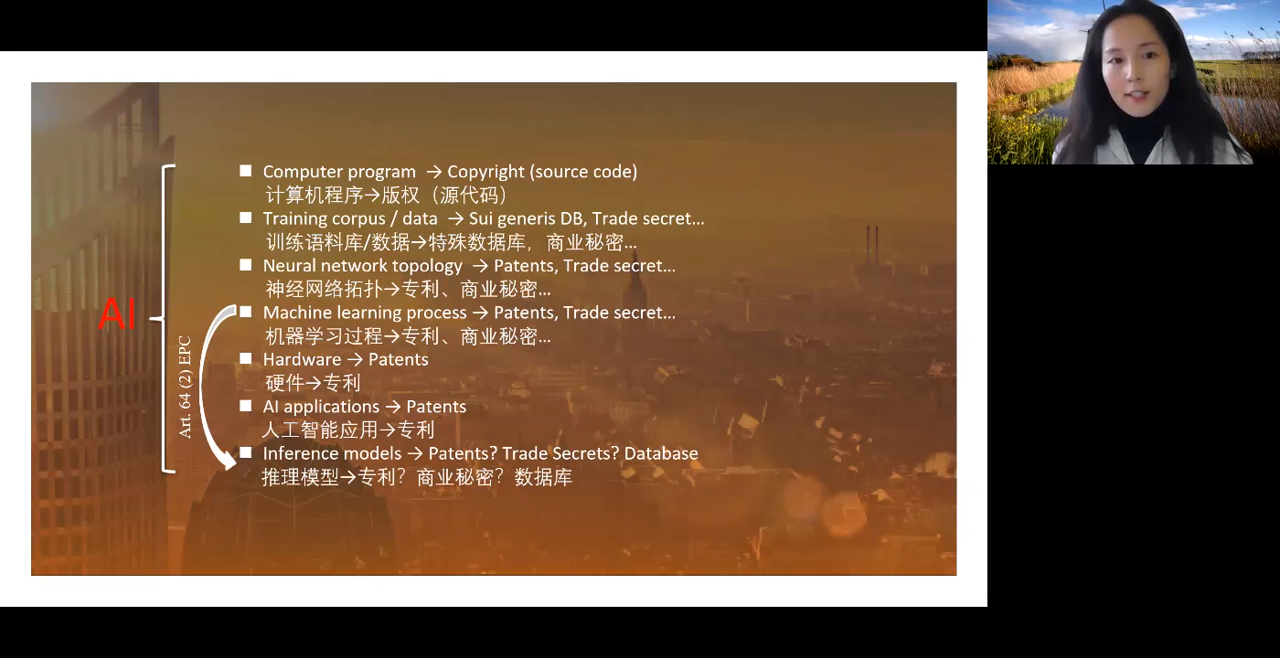 Computer program → Copyright (source code)
计算机程序→版权（源代码）
Training corpus / data → Sui generis DB, Trade secret...
训练语料库/数据→特殊数据库，商业秘密...
Neural network topology → Patents, Trade secret...
神经网络拓扑→专利、商业秘密...
AI
Machine learning process → Patents, Trade secret...
机器学习过程→专利、商业秘密...
Art. 64 (2) EPC
Hardware → Patents
硬件→专利
AI applications → Patents
人工智能应用→专利
Inference models → Patents? Trade Secrets? Database
推理模型→专利？商业秘密？数据库